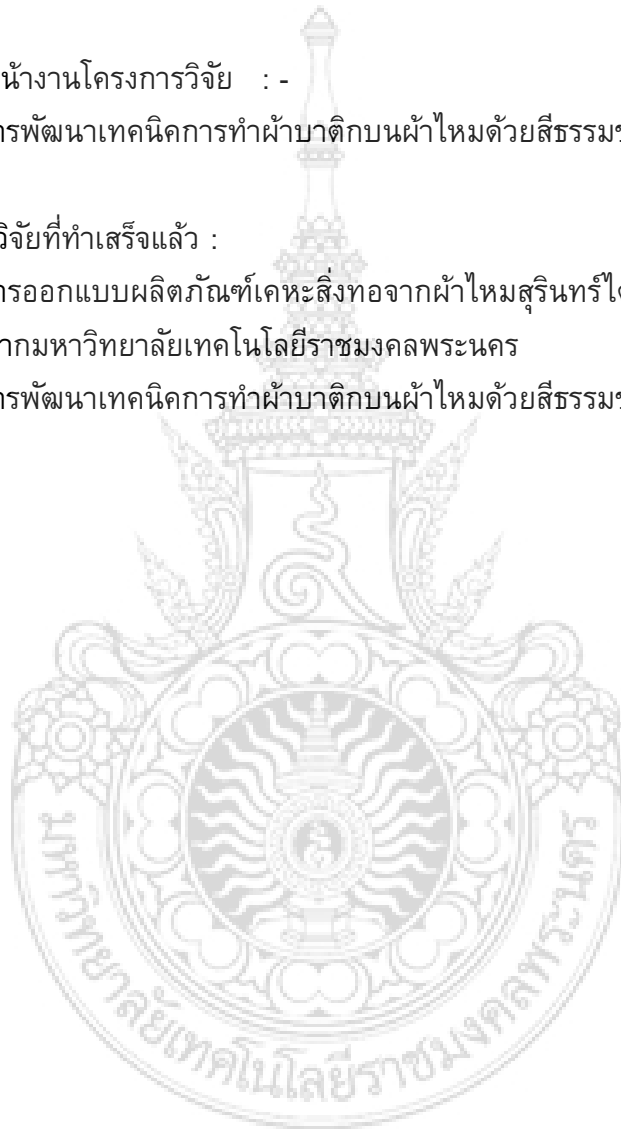 น้างานโครงการวิจัย : -
ารพัฒนาเทคนิคการทำผ้าบาติกบนผ้าไหมด้วยสีธรรมช
วิจัยที่ทำเสร็จแล้ว :
ารออกแบบผลิตภัณฑ์เคหะสิ่งทอจากผ้าไหมสุรินทร์ได
ากมหาวิทยาลัยเทคโนโลยีราชมงคลพระนคร
ารพัฒนาเทคนิคการทำผ้าบาติกบนผ้าไหมด้วยสีธรรมช
มหาวิทยาลัยเทคโนโลยีราชมงคลพระนคร